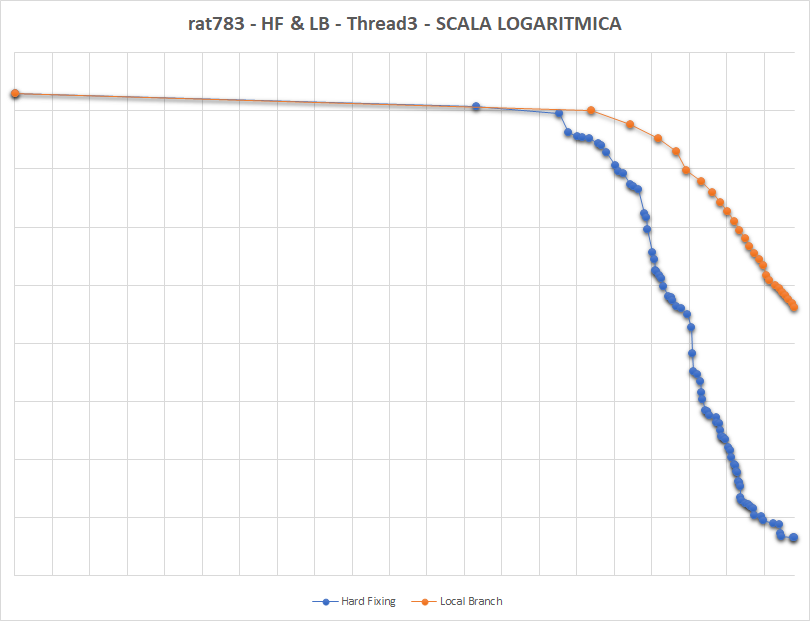 rat783 - HF & LB - Thread3 - SCALA LOGARITMICA
Hard Fixing
Local Branch